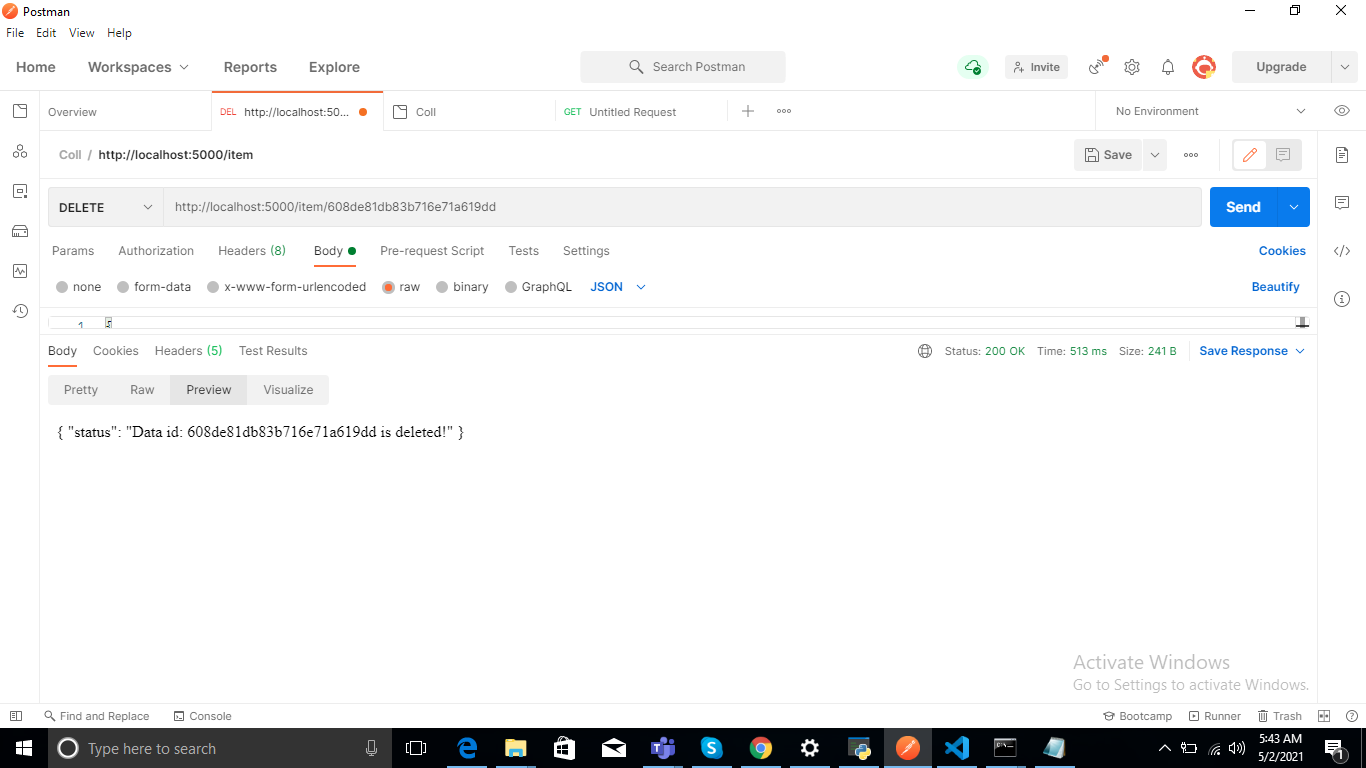 Postman
File Edit View Help
Home Workspaces Reports Explore Search Postman Invite Upgrade
Overview DEL http://localhost:50... Coll GET Untitled Request No Environment
Coll / http://localhost:5000/item Save
DELETE http://localhost:5000/item/608de81db83b716e71a619dd Send
Params Authorization Headers (8) Body Pre-request Script Tests Settings Cookies
none form-data x-www-form-urlencoded raw binary GraphQL JSON Beautify
1
Body Cookies Headers (5) Test Results Status: 200 OK Time: 513 ms Size: 241 B Save Response
Pretty Raw Preview Visualize
{ "status": "Data id: 608de81db83b716e71a619dd is deleted!" }
Activate Windows
Go to Settings to activate Windows.
Find and Replace Console Bootcamp Runner Trash
Type here to search
5:43 AM
5/2/2021
1